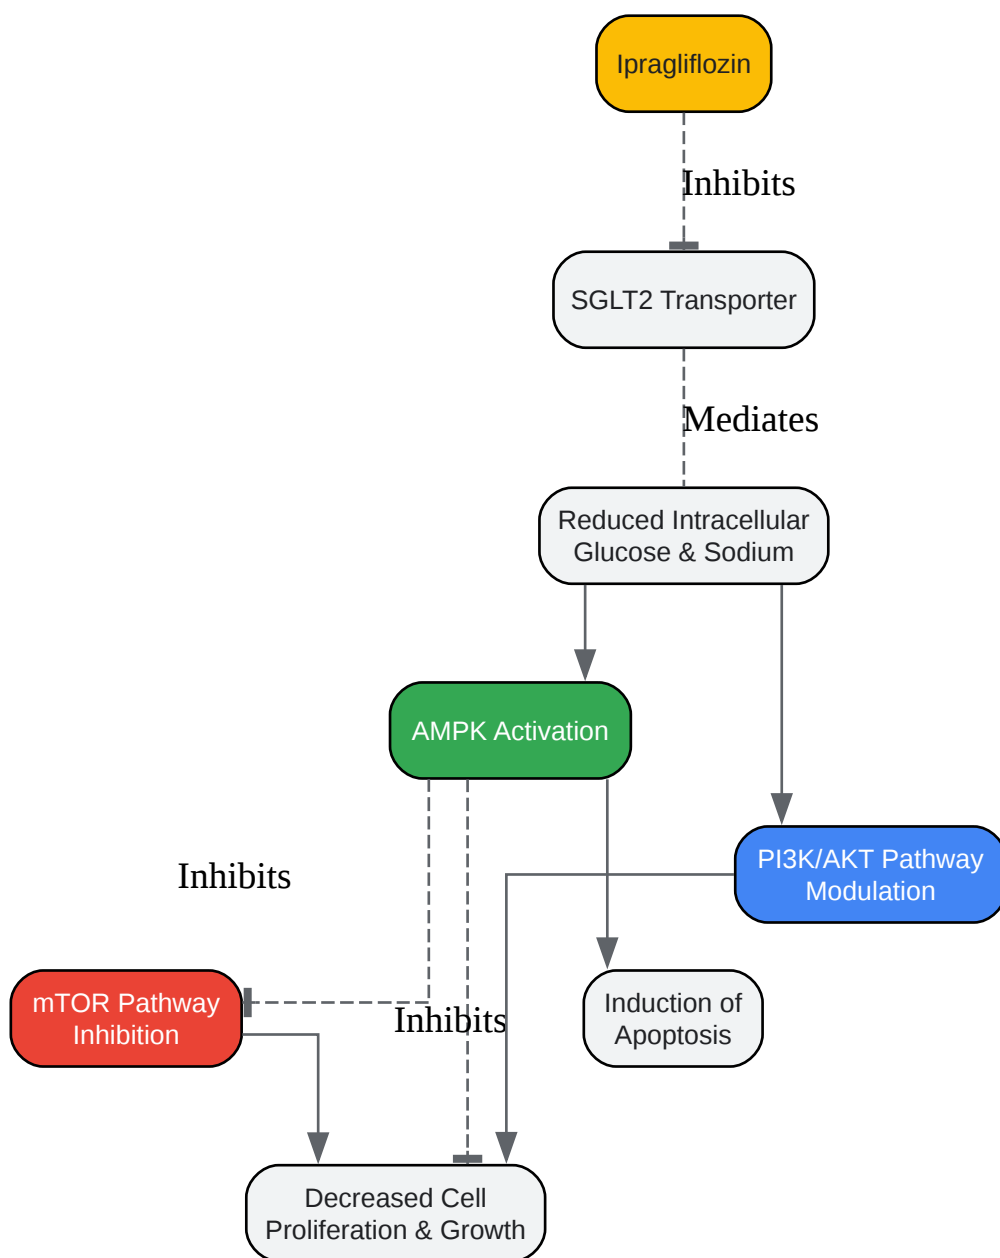 Ipragliflozin
Inhibits
SGLT2 Transporter
Mediates
Reduced Intracellular
Glucose & Sodium
AMPK Activation
Inhibits
PI3K/AKT Pathway
Modulation
mTOR Pathway
Inhibition
Inhibits
Induction of
Apoptosis
Decreased Cell
Proliferation & Growth